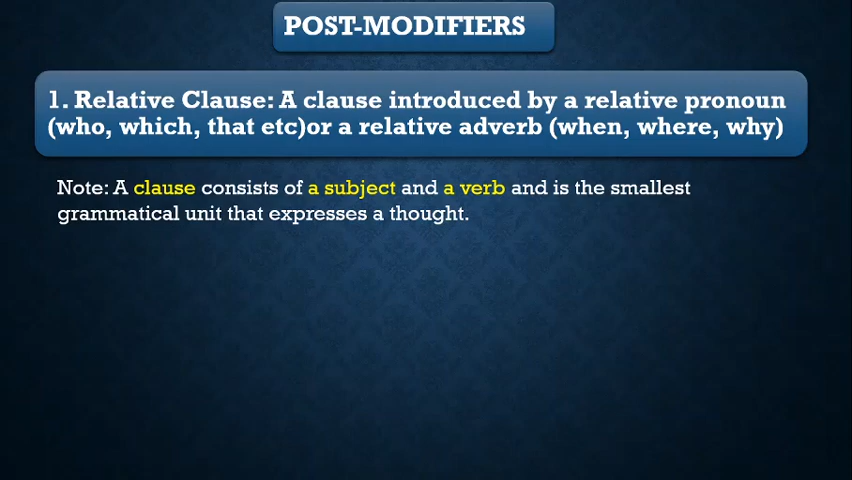 POST-MODIFIERS
1. Relative Clause: A clause introduced by a relative pronoun
(who, which, that etc)or a relative adverb (when, where, why)
Note: A clause consists of a subject and a verb and is the smallest
grammatical unit that expresses a thought.